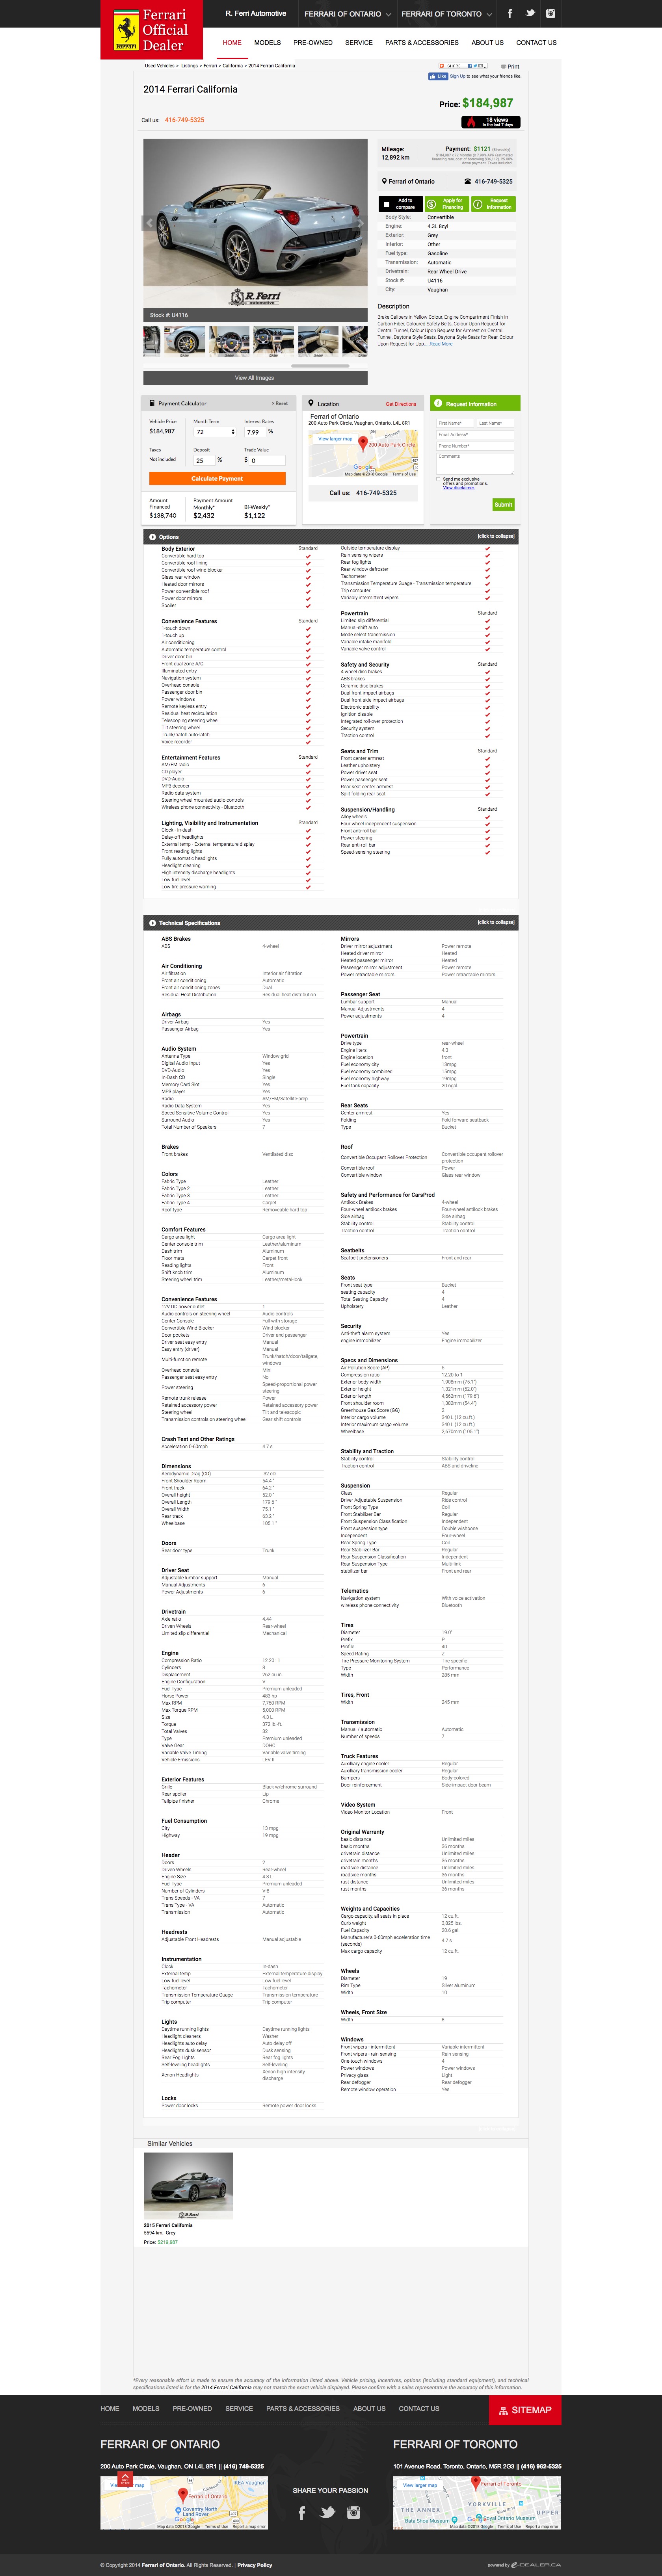 Ferrari
Official
Dealer
R. Ferri Automotive
FERRARI OF ONTARIO
FERRARI OF TORONTO
HOME MODELS PRE-OWNED SERVICE PARTS & ACCESSORIES ABOUT US CONTACT US
Used Vehicles > Listings > Ferrari > California > 2014 Ferrari California
SHARE
Print
Like Sign Up to see what your friends like.
2014 Ferrari California
Price: $184,987
Call us: 416-749-5325
18 views
in the last 7 days
Mileage:
12,892 km
Payment: $1121 (Bi-weekly)
Ferrari of Ontario
416-749-5325
Add to compare
Apply for Financing
Request Information
Body Style: Convertible
Engine: 4.3L 8cyl
Exterior: Grey
Interior: Other
Fuel type: Gasoline
Transmission: Automatic
Drivetrain: Rear Wheel Drive
Stock #: U4116
City: Vaughan
R. Ferri
Stock #: U4116
View All Images
Description
Brake Calipers in Yellow Colour, Engine Compartment Finish in
Carbon Fiber, Coloured Safety Belts, Colour Upon Request for
Central Tunnel, Colour Upon Request for Armrest on Central
Tunnel, Daytona Style Seats, Daytona Style Seats for Rear, Colour
Upon Request for Upp....Read More
Payment Calculator
Reset
Vehicle Price Month Term Interest Rates
$184,987 72 7.99 %
Taxes Deposit Trade Value
Not included 25 % $ 0
Calculate Payment
Amount Financed
$138,740
Payment Amount
Monthly*
$2,432
Bi-Weekly*
$1,122
Location
Get Directions
Ferrari of Ontario
200 Auto Park Circle, Vaughan, Ontario, L4L 8R1
View larger map
200 Auto Park Circle
Google
Map data ©2018 Google Terms of Use
Call us: 416-749-5325
Request Information
First Name*
Last Name*
Email Address*
Phone Number*
Comments
Send me exclusive
offers and promotions.
View disclaimer.
Submit
Options
[click to collapse]
Body Exterior Standard
Convertible hard top
Convertible roof lining
Convertible roof wind blocker
Glass rear window
Heated door mirrors
Power convertible roof
Power door mirrors
Spoiler
Convenience Features Standard
1-touch down
1-touch up
Air conditioning
Automatic temperature control
Driver door bin
Front dual zone A/C
Illuminated entry
Navigation system
Overhead console
Passenger door bin
Power windows
Remote keyless entry
Residual heat recirculation
Telescoping steering wheel
Tilt steering wheel
Trunk/hatch auto-latch
Voice recorder
Entertainment Features Standard
AM/FM radio
CD player
DVD-Audio
MP3 decoder
Radio data system
Steering wheel mounted audio controls
Wireless phone connectivity - Bluetooth
Lighting, Visibility and Instrumentation Standard
Clock - In-dash
Delay-off headlights
External temp - External temperature display
Front reading lights
Fully automatic headlights
Headlight cleaning
High intensity discharge headlights
Low fuel level
Low tire pressure warning
Outside temperature display
Rain sensing wipers
Rear fog lights
Rear window defroster
Tachometer
Transmission Temperature Guage - Transmission temperature
Trip computer
Variably intermittent wipers
Powertrain Standard
Limited slip differential
Manual shift auto
Mode select transmission
Variable intake manifold
Variable valve control
Safety and Security Standard
4 wheel disc brakes
ABS brakes
Ceramic disc brakes
Dual front impact airbags
Dual front side impact airbags
Electronic stability
Ignition disable
Integrated roll-over protection
Security system
Traction control
Seats and Trim Standard
Front center armrest
Leather upholstery
Power driver seat
Power passenger seat
Rear seat center armrest
Split folding rear seat
Suspension/Handling Standard
Alloy wheels
Four wheel independent suspension
Front anti-roll bar
Power steering
Rear anti-roll bar
Speed sensing steering
Technical Specifications
[click to collapse]
ABS Brakes
ABS 4-wheel
Air Conditioning
Air filtration Interior air filtration
Front air conditioning Automatic
Front air conditioning zones Dual
Residual Heat Distribution Residual heat distribution
Airbags
Driver Airbag Yes
Passenger Airbag Yes
Audio System
Antenna Type Window grid
Digital Audio Input Yes
DVD-Audio Yes
In-Dash CD Single
Memory Card Slot Yes
MP3 player Yes
Radio AM/FM/Satellite-prep
Radio Data System Yes
Speed Sensitive Volume Control Yes
Surround Audio Yes
Total Number of Speakers 7
Brakes
Front brakes Ventilated disc
Colors
Fabric Type Leather
Fabric Type 2 Leather
Fabric Type 3 Leather
Fabric Type 4 Carpet
Roof type Removeable hard top
Comfort Features
Cargo area light Cargo area light
Center console trim Leather/aluminum
Dash trim Aluminum
Floor mats Carpet front
Reading lights Front
Shift knob trim Aluminum
Steering wheel trim Leather/metal-look
Convenience Features
12V DC power outlet 1
Audio controls on steering wheel Audio controls
Center Console Full with storage
Convertible Wind Blocker Wind blocker
Door pockets Driver and passenger
Driver seat easy entry Manual
Easy entry (driver) Manual
Multi-function remote Trunk/hatch/door/tailgate, windows
Overhead console Mini
Passenger seat easy entry No
Power steering Speed-proportional power steering
Remote trunk release Power
Retained accessory power Retained accessory power
Steering wheel Tilt and telescopic
Transmission controls on steering wheel Gear shift controls
Crash Test and Other Ratings
Acceleration 0-60mph 4.7 s
Dimensions
Aerodynamic Drag (CD) .32 cD
Front Shoulder Room 54.4 "
Front track 64.2 "
Overall height 52.0 "
Overall Length 179.6 "
Overall Width 75.1 "
Rear track 63.2 "
Wheelbase 105.1 "
Doors
Rear door type Trunk
Driver Seat
Adjustable lumbar support Manual
Manual Adjustments 6
Power Adjustments 6
Drivetrain
Axle ratio 4.44
Driven Wheels Rear-wheel
Limited slip differential Mechanical
Engine
Compression Ratio 12.20 : 1
Cylinders 8
Displacement 262 cu.in.
Engine Configuration V
Fuel Type Premium unleaded
Horse Power 483 hp
Max RPM 7,750 RPM
Max Torque RPM 5,000 RPM
Size 4.3 L
Torque 372 lb.-ft.
Total Valves 32
Type Premium unleaded
Valve Gear DOHC
Variable Valve Timing Variable valve timing
Vehicle Emissions LEV II
Exterior Features
Grille Black w/chrome surround
Rear spoiler Lip
Tailpipe finisher Chrome
Fuel Consumption
City 13 mpg
Highway 19 mpg
Header
Doors 2
Driven Wheels Rear-wheel
Engine Size 4.3 L
Fuel Type Premium unleaded
Number of Cylinders V-8
Trans Speeds - VA 7
Trans Type - VA Automatic
Transmission Automatic
Headrests
Adjustable Front Headrests Manual adjustable
Instrumentation
Clock In-dash
External temp External temperature display
Low fuel level Low fuel level
Tachometer Tachometer
Transmission Temperature Guage Transmission temperature
Trip computer Trip computer
Lights
Daytime running lights Daytime running lights
Headlight cleaners Washer
Headlights auto delay Auto delay off
Headlights dusk sensor Dusk sensing
Rear Fog Lights Rear fog lights
Self leveling headlights Self-leveling
Xenon Headlights Xenon high intensity discharge
Locks
Power door locks Remote power door locks
Mirrors
Driver mirror adjustment Power remote
Heated driver mirror Heated
Heated passenger mirror Heated
Passenger mirror adjustment Power remote
Power retractable mirrors Power retractable mirrors
Passenger Seat
Lumbar support Manual
Manual Adjustments 4
Power adjustments 4
Powertrain
Drive type rear-wheel
Engine liters 4.3
Engine location front
Fuel economy city 13mpg
Fuel economy combined 15mpg
Fuel economy highway 19mpg
Fuel tank capacity 20.6gal
Rear Seats
Center armrest Yes
Folding Fold forward seatback
Type Bucket
Roof
Convertible Occupant Rollover Protection Convertible occupant rollover protection
Convertible roof Power
Convertible window Glass rear window
Safety and Performance for CarsProd
Antilock Brakes 4-wheel
Four wheel antilock brakes Four wheel antilock brakes
Side airbag Side airbag
Stability control Stability control
Traction control Traction control
Seatbelts
Seatbelt pretensioners Front and rear
Seats
Front seat type Bucket
seating capacity 4
Total Seating Capacity 4
Upholstery Leather
Security
Anti-theft alarm system Yes
engine immobilizer Engine immobilizer
Specs and Dimensions
Air Pollution Score (AP) 5
Compression ratio 12.20 to 1
Exterior body width 1,908mm (75.1")
Exterior height 1,321mm (52.0")
Exterior length 4,562mm (179.6")
Front shoulder room 1,382mm (54.4")
Greenhouse Gas Score (GG) 2
Interior cargo volume 340 L (12 cu.ft.)
Interior maximum cargo volume 340 L (12 cu.ft.)
Wheelbase 2,670mm (105.1")
Stability and Traction
Stability control Stability control
Traction control ABS and driveline
Suspension
Class Regular
Driver Adjustable Suspension Ride control
Front Spring Type Coil
Front Stabilizer Bar Regular
Front Suspension Classification Independent
Front suspension type Double wishbone
Independent Four-wheel
Rear Spring Type Coil
Rear Stabilizer Bar Regular
Rear Suspension Classification Independent
Rear Suspension Type Multi-link
stabilizer bar Front and rear
Telematics
Navigation system With voice activation
wireless phone connectivity Bluetooth
Tires
Diameter 19.0"
Prefix P
Profile 40
Speed Rating Z
Tire Pressure Monitoring System Tire specific
Type Performance
Width 285 mm
Tires, Front
Width 245 mm
Transmission
Manual / automatic Automatic
Number of speeds 7
Truck Features
Auxiliary engine cooler Regular
Auxiliary transmission cooler Regular
Bumpers Body-colored
Door reinforcement Side-impact door beam
Video System
Video Monitor Location Front
Original Warranty
basic distance Unlimited miles
basic months 36 months
drivetrain distance Unlimited miles
drivetrain months 36 months
roadside distance Unlimited miles
roadside months 36 months
rust distance Unlimited miles
rust months 36 months
Weights and Capacities
Cargo capacity, all seats in place 12 cu.ft.
Curb weight 3,825 lbs.
Fuel Capacity 20.6 gal
Manufacturer's 0-60mph acceleration time (seconds) 4.7 s
Max cargo capacity 12 cu.ft.
Wheels
Diameter 19
Rim Type Silver aluminum
Width 10
Wheels, Front Size
Width 8
Windows
Front wipers - intermittent Variable intermittent
Front wipers - rain sensing Rain sensing
One touch windows 4
Power windows Power windows
Privacy glass Light
Rear defogger Rear defogger
Remote window operation Yes
Similar Vehicles
R. Ferri
2015 Ferrari California
5594 km, Grey
Price: $219,987
*Every reasonable effort is made to ensure the accuracy of the information listed above. Vehicle pricing, incentives, options (including standard equipment), and technical
specifications listed is for the 2014 Ferrari California may not match the exact vehicle displayed. Please confirm with a sales representative the accuracy of this information.
HOME MODELS PRE-OWNED SERVICE PARTS & ACCESSORIES ABOUT US CONTACT US
SITEMAP
FERRARI OF ONTARIO
200 Auto Park Circle, Vaughan, ON L4L 8R1 || (416) 749-5325
IKEA Vaughan
Ferrari of Ontario
Coventry North
Land Rover
Google
Map data ©2018 Google Terms of Use Report a map error
SHARE YOUR PASSION
FERRARI OF TORONTO
101 Avenue Road, Toronto, Ontario, M5R 2G3 || (416) 962-5325
View larger map
Ferrari of Toronto
THE ANNEX
YORKVILLE
UPPER
Royal Ontario Museum
Bata Shoe Museum
Google
Map data ©2018 Google Terms of Use Report a map error
© Copyright 2014 Ferrari of Ontario. All Rights Reserved. | Privacy Policy
powered by EDEALER.CA